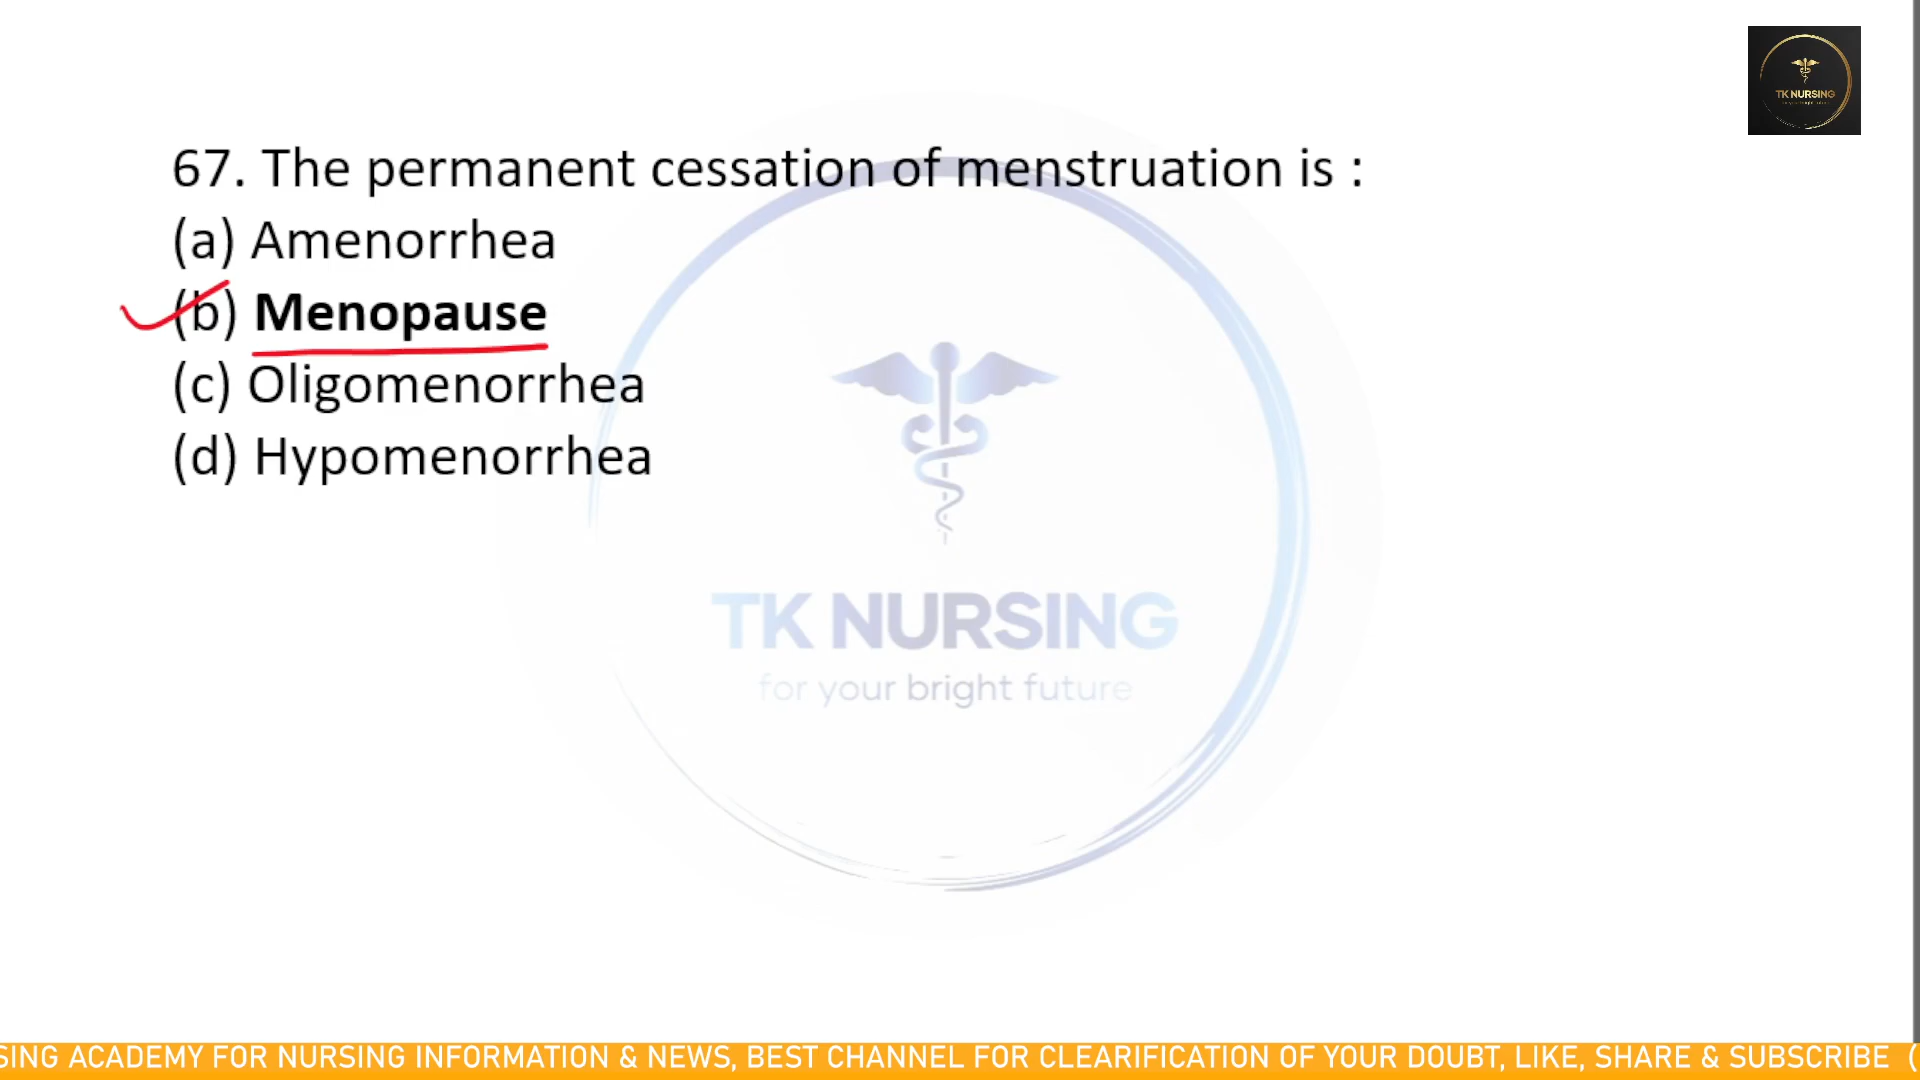 TK NURSING
67. The permanent cessation of menstruation is :
(a) Amenorrhea
(b) Menopause
(c) Oligomenorrhea
(d) Hypomenorrhea
TK NURSING
for your bright future
SING ACADEMY FOR NURSING INFORMATION & NEWS, BEST CHANNEL FOR CLEARIFICATION OF YOUR DOUBT, LIKE, SHARE & SUBSCRIBE (